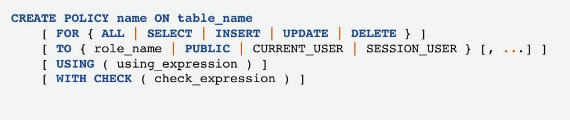 CREATE POLICY name ON table_name
    [ FOR { ALL | SELECT | INSERT | UPDATE | DELETE } ]
    [ TO { role_name | PUBLIC | CURRENT_USER | SESSION_USER } [, ...] ]
    [ USING ( using_expression ) ]
    [ WITH CHECK ( check_expression ) ]